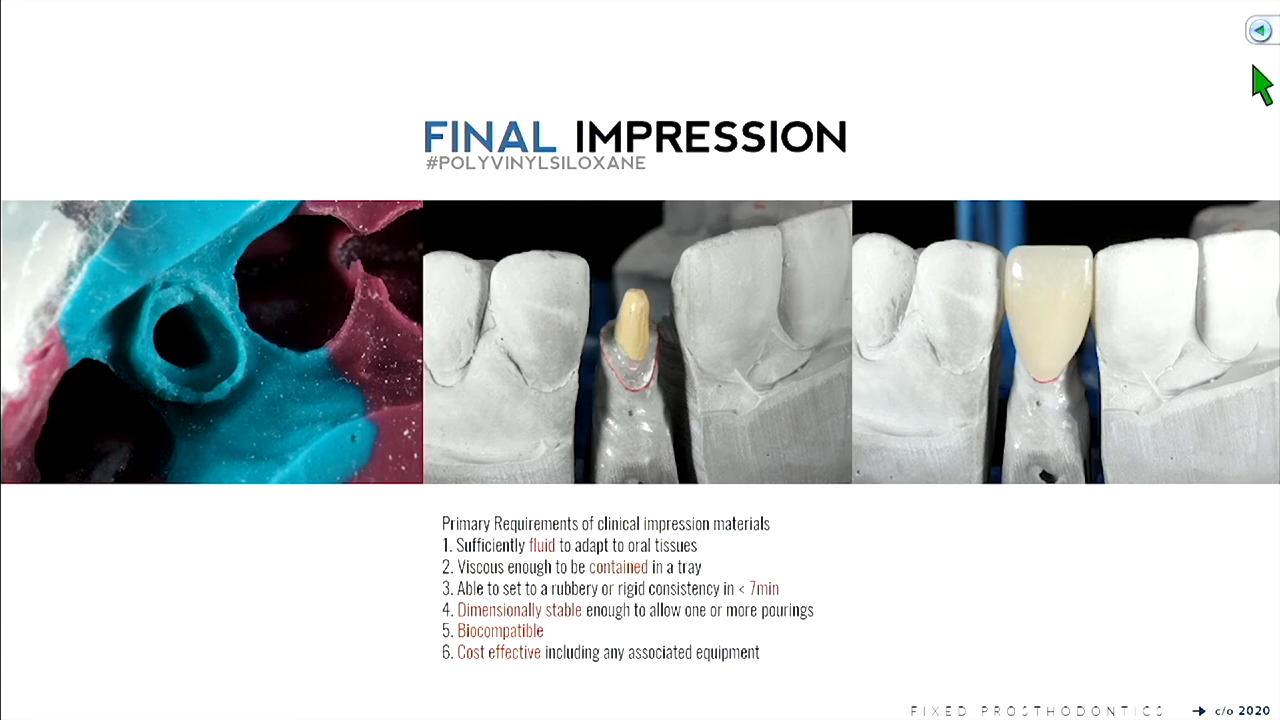 FINAL IMPRESSION
#POLYVINYLSILOXANE
Primary Requirements of clinical impression materials
1. Sufficiently fluid to adapt to oral tissues
2. Viscous enough to be contained in a tray
3. Able to set to a rubbery or rigid consistency in < 7min
4. Dimensionally stable enough to allow one or more pourings
5. Biocompatible
6. Cost effective including any associated equipment
FIXED PROSTHODONTICS → c/o 2020